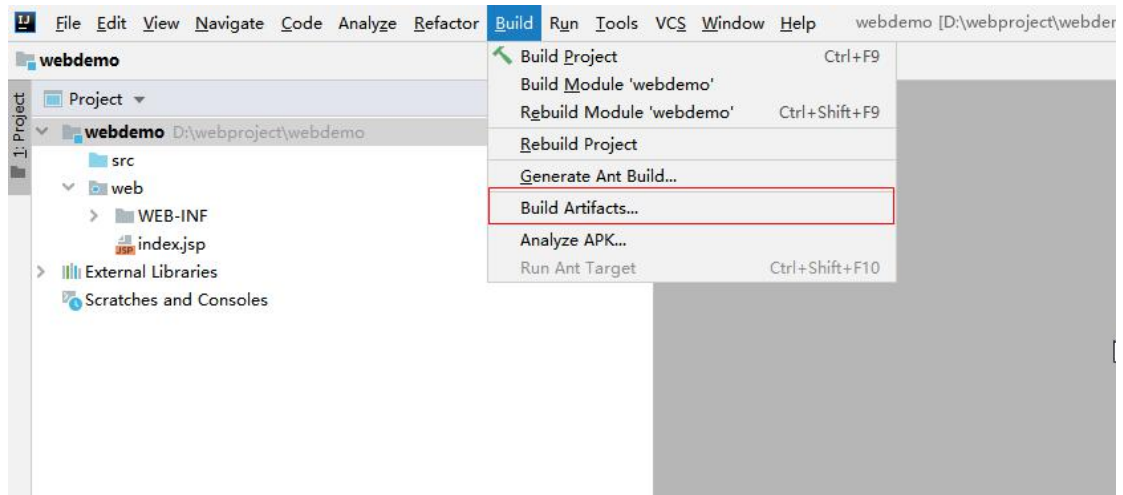 IJ File Edit View Navigate Code Analyze Refactor Build Run Tools VCS Window Help webdemo [D:\webproject\webder
webdemo
Build Project Ctrl+F9
Build Module 'webdemo'
Rebuild Module 'webdemo' Ctrl+Shift+F9
Rebuild Project
Generate Ant Build...
Build Artifacts...
Analyze APK...
Run Ant Target Ctrl+Shift+F10
1: Project
Project
webdemo D:\webproject\webdemo
src
web
WEB-INF
JSP index.jsp
External Libraries
Scratches and Consoles